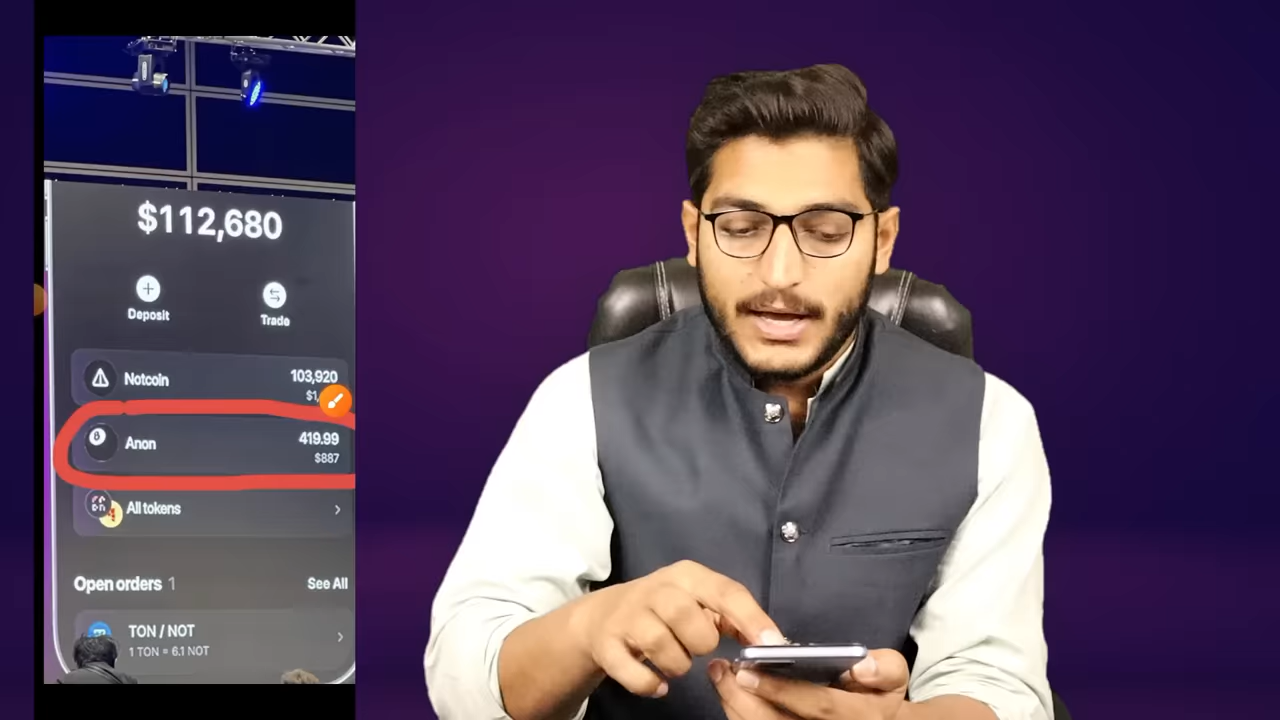 $112,680
Deposit
Trade
Notcoin
103,920
$1,
Anon
419.99
$887
All tokens
Open orders 1
See All
TON / NOT
1 TON = 6.1 NOT